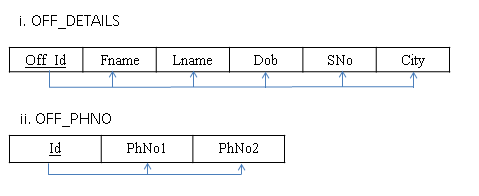 i. OFF_DETAILS
Off_Id Fname Lname Dob SNo City
ii. OFF_PHNO
Id PhNo1 PhNo2